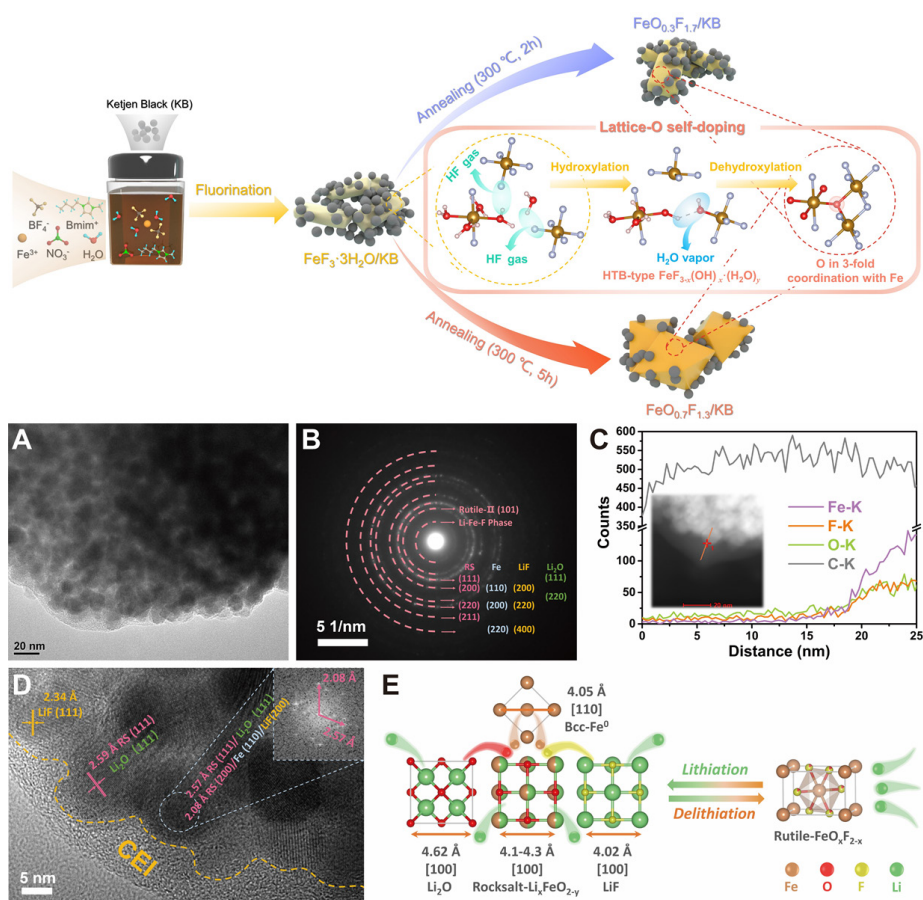 FeO0.3F1.7/KB
Annealing (300 ℃, 2h)
Ketjen Black (KB)
Lattice-O self-doping
Fluorination
HF gas
Hydroxylation
Dehydroxylation
BF4- Bmim+
Fe3+ NO3- H2O
FeF3·3H2O/KB
HF gas
H2O vapor
HTB-type FeF3-x(OH)x·(H2O)y
O in 3-fold
coordination with Fe
Annealing (300 ℃, 5h)
FeO0.7F1.3/KB
A
20 nm
B
Rutile-II (101)
Li-Fe-F Phase
RS Fe LiF Li2O
(111) (111)
(200) (110) (200)
(220)
(220) (200) (220)
(211)
(220) (400)
5 1/nm
C
Counts
600
550
500
450
400
350
100
50
0
Fe-K
F-K
O-K
C-K
20 nm
0 5 10 15 20 25
Distance (nm)
D
2.34 Å
LiF (111)
2.59 Å RS (111)
Li2O (111)
2.57 Å RS (111)/ Li2O (111)
2.08 Å RS (200)/Fe (110)/LiF(200)
2.08 Å
2.57 Å
CEI
5 nm
E
4.05 Å
[110]
Bcc-Fe0
4.62 Å
[100]
Li2O
4.1-4.3 Å
[100]
Rocksalt-LixFeO2-y
4.02 Å
[100]
LiF
Lithiation
Delithiation
Rutile-FeOxF2-x
Fe O F Li